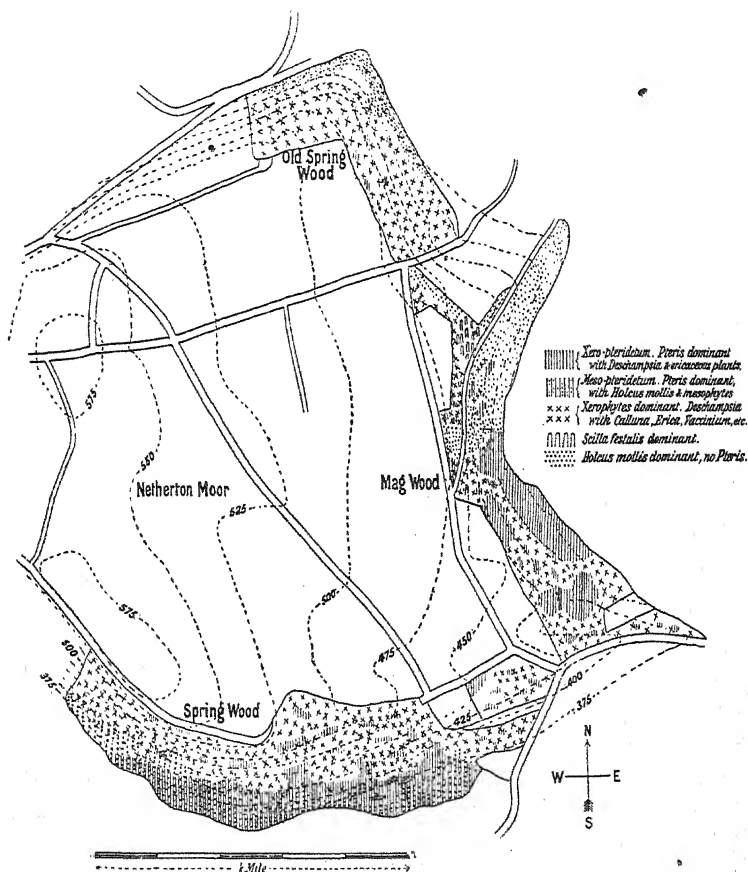 Old Spring
Wood
Xero-pteridetum. Pteris dominant
with Deschampsia & ericaceous plants.
Meso-pteridetum. Pteris dominant,
with Holcus mollis & mesophytes
Xerophytes dominant. Deschampsia
with Calluna, Erica, Vaccinium, etc.
Scilla festalis dominant.
Holcus mollis dominant, no Pteris.
575
550
Netherton Moor
Mag Wood
525
575
500
475
450
500
375
Spring Wood
425
400
375
N
W E
S
Mile